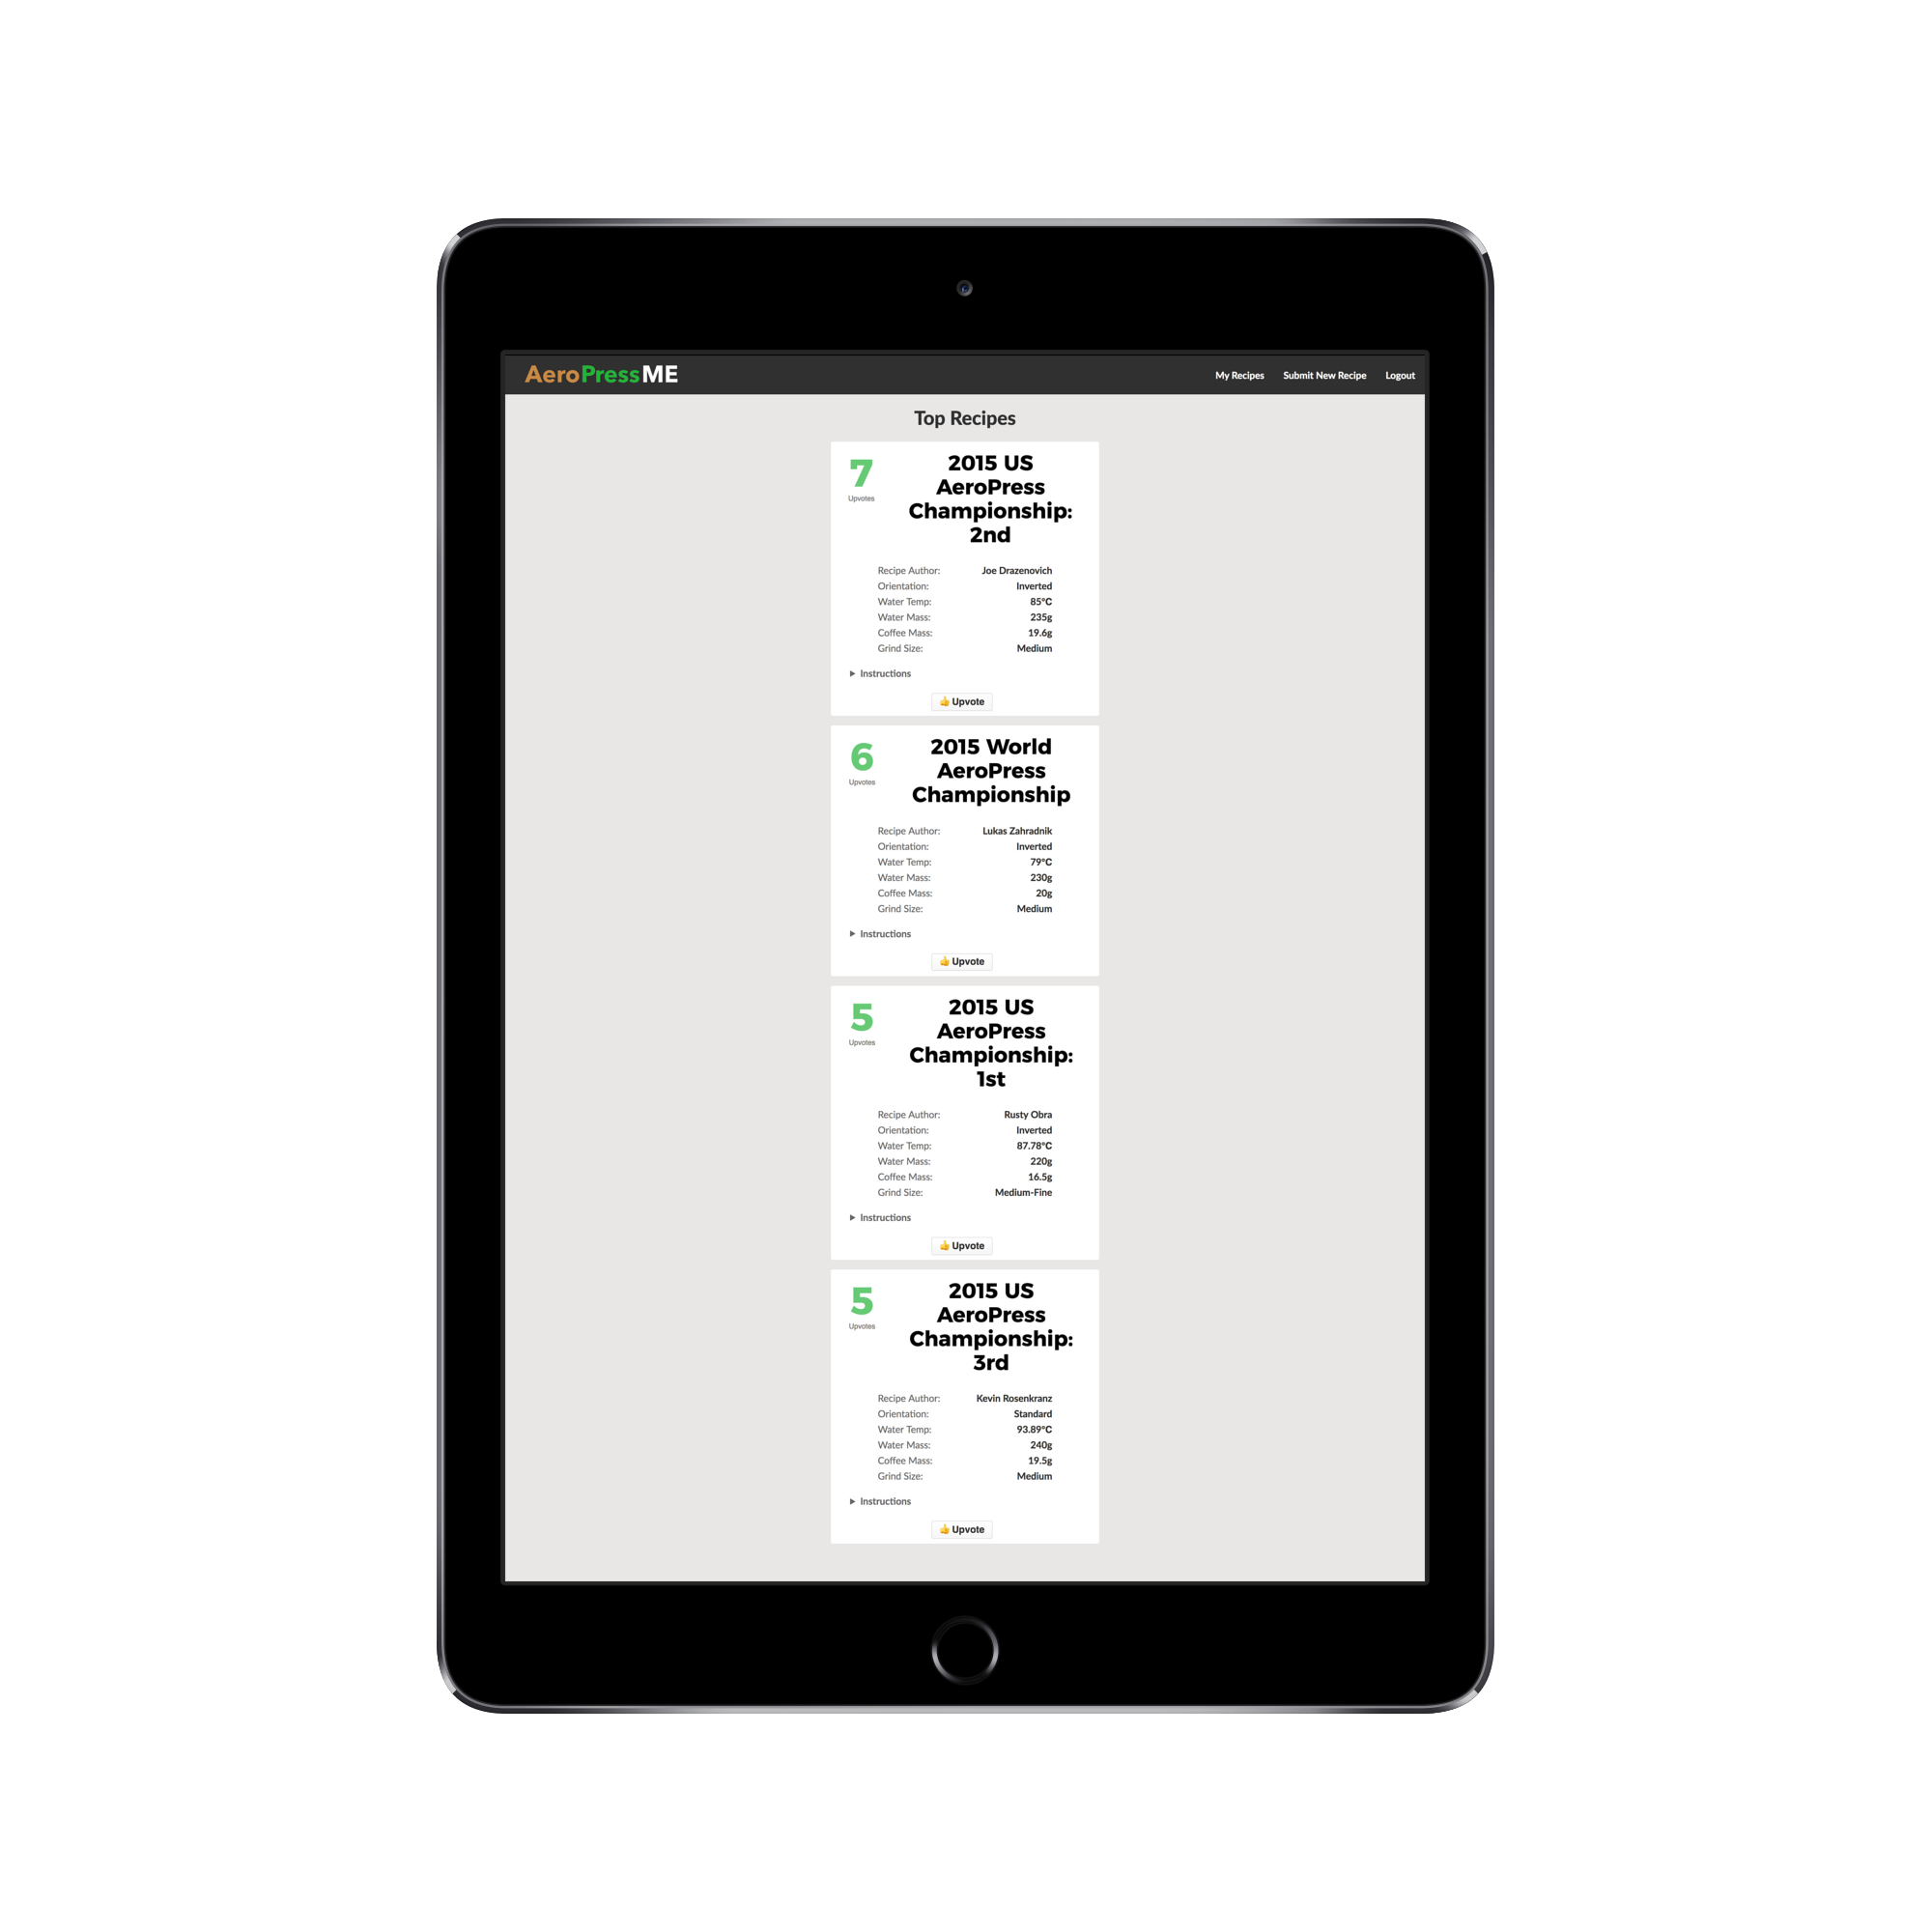 AeroPressME
My Recipes Submit New Recipe Logout
Top Recipes
7
Upvotes
2015 US
AeroPress
Championship:
2nd
Recipe Author: Joe Drazenovich
Orientation: Inverted
Water Temp: 85°C
Water Mass: 235g
Coffee Mass: 19.6g
Grind Size: Medium
▶ Instructions
👍 Upvote
6
Upvotes
2015 World
AeroPress
Championship
Recipe Author: Lukas Zahradnik
Orientation: Inverted
Water Temp: 79°C
Water Mass: 230g
Coffee Mass: 20g
Grind Size: Medium
▶ Instructions
👍 Upvote
5
Upvotes
2015 US
AeroPress
Championship:
1st
Recipe Author: Rusty Obra
Orientation: Inverted
Water Temp: 87.78°C
Water Mass: 220g
Coffee Mass: 16.5g
Grind Size: Medium-Fine
▶ Instructions
👍 Upvote
5
Upvotes
2015 US
AeroPress
Championship:
3rd
Recipe Author: Kevin Rosenkranz
Orientation: Standard
Water Temp: 93.89°C
Water Mass: 240g
Coffee Mass: 19.5g
Grind Size: Medium
▶ Instructions
👍 Upvote